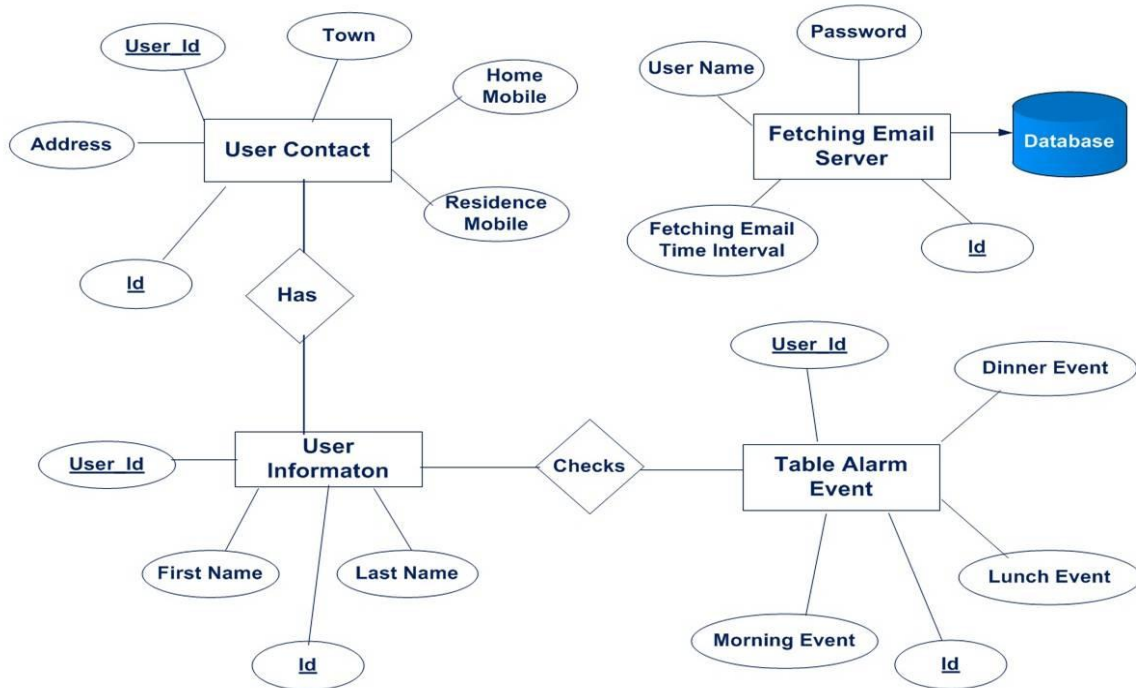 User_Id
Town
Home
Mobile
Address
User Contact
Residence
Mobile
Id
Has
Password
User Name
Fetching Email
Server
Database
Fetching Email
Time Interval
Id
User_Id
User
Informaton
First Name
Last Name
Id
Checks
User_Id
Dinner Event
Table Alarm
Event
Lunch Event
Morning Event
Id